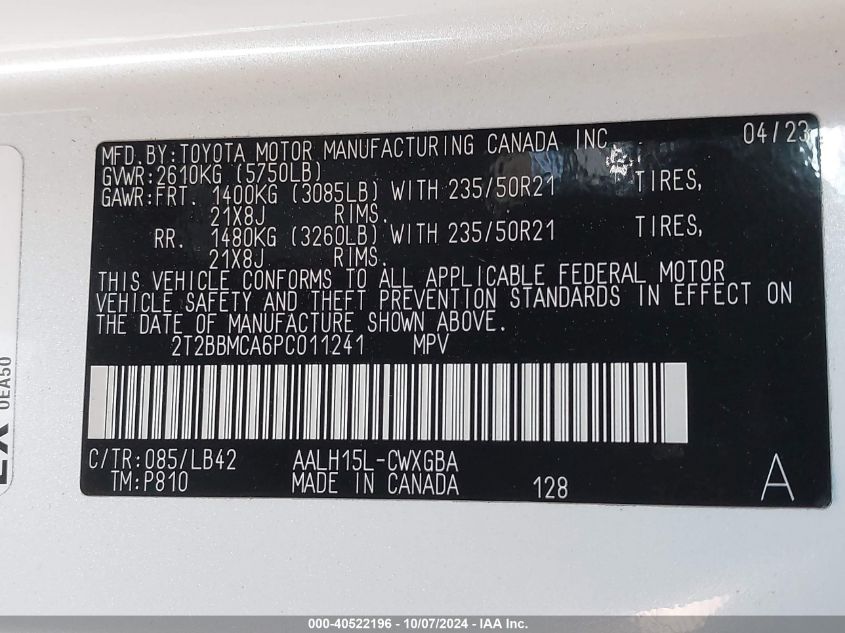 MFD.BY:TOYOTA MOTOR MANUFACTURING CANADA INC. 04/23
GVWR:2610KG (5750LB)
GAWR:FRT. 1400KG (3085LB) WITH 235/50R21 TIRES,
21X8J RIMS.
RR. 1480KG (3260LB) WITH 235/50R21 TIRES,
21X8J RIMS.
THIS VEHICLE CONFORMS TO ALL APPLICABLE FEDERAL MOTOR
VEHICLE SAFETY AND THEFT PREVENTION STANDARDS IN EFFECT ON
THE DATE OF MANUFACTURE SHOWN ABOVE.
2T2BBMCA6PC011241 MPV
C/TR:085/LB42 AALH15L-CWXGBA
TM:P810 MADE IN CANADA 128 A
0EA50
000-40522196 - 10/07/2024 - IAA Inc.